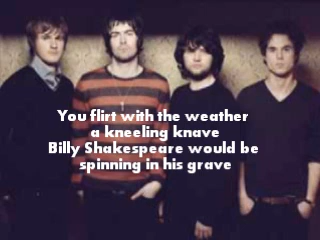 You flirt with the weather
a kneeling knave
Billy Shakespeare would be
spinning in his grave